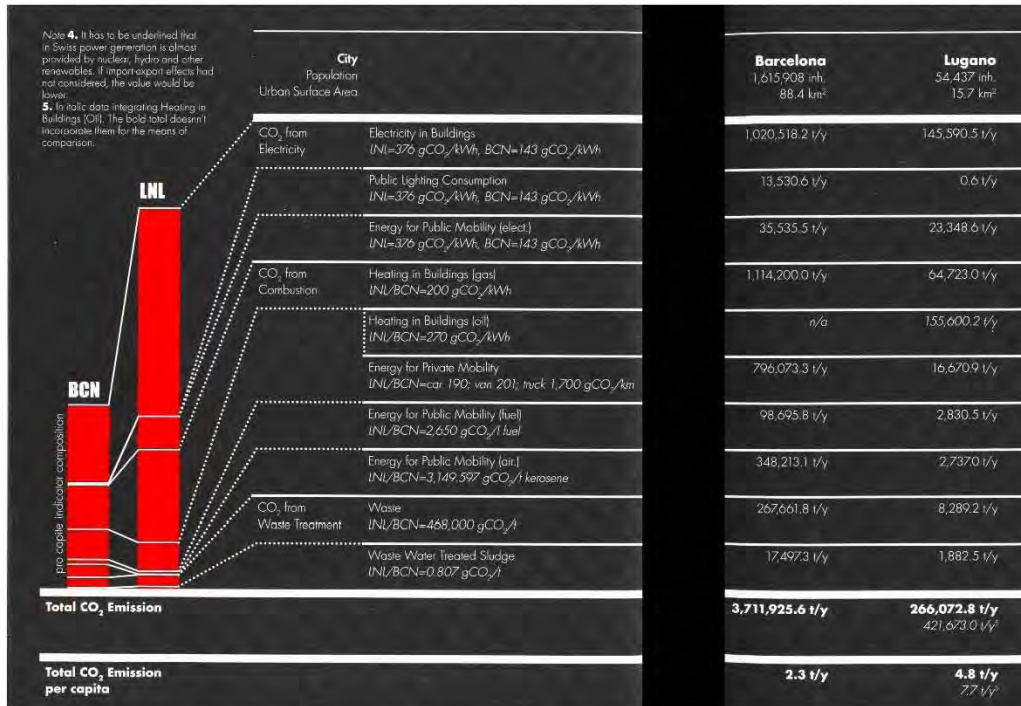 Note 4. It has to be underlined that
in Swiss power generation is almost
provided by nuclear, hydro and other
renewables. If import-export effects had
not considered, the value would be
lower.
5. In italic data integrating Heating in
Buildings (Oil). The bold total doesn't
incorporate them for the means of
comparison.
LNL
BCN
pro capite indicator composition
City
Population
Urban Surface Area
Barcelona
1,615,908 inh.
88.4 km²
Lugano
54,437 inh.
15.7 km²
CO₂ from
Electricity
Electricity in Buildings 1,020,518.2 t/y 145,590.5 t/y
LNL=376 gCO₂/kWh, BCN=143 gCO₂/kWh
Public Lighting Consumption 13,530.6 t/y 0.6 t/y
LNL=376 gCO₂/kWh, BCN=143 gCO₂/kWh
Energy for Public Mobility (elect.) 35,535.5 t/y 23,348.6 t/y
LNL=376 gCO₂/kWh, BCN=143 gCO₂/kWh
CO₂ from
Combustion
Heating in Buildings (gas) 1,114,200.0 t/y 64,723.0 t/y
LNL/BCN=200 gCO₂/kWh
Heating in Buildings (oil) n/a 155,600.2 t/y
LNL/BCN=270 gCO₂/kWh
Energy for Private Mobility 796,073.3 t/y 16,670.9 t/y
LNL/BCN=car 190; van 201; truck 1,700 gCO₂/km
Energy for Public Mobility (fuel) 98,695.8 t/y 2,830.5 t/y
LNL/BCN=2,650 gCO₂/l fuel
Energy for Public Mobility (air.) 348,213.1 t/y 2,737.0 t/y
LNL/BCN=3,149.597 gCO₂/t kerosene
CO₂ from
Waste Treatment
Waste 267,661.8 t/y 8,289.2 t/y
LNL/BCN=468,000 gCO₂/t
Waste Water Treated Sludge 17,497.3 t/y 1,882.5 t/y
LNL/BCN=0.807 gCO₂/t
Total CO₂ Emission 3,711,925.6 t/y 266,072.8 t/y
421,673.0 t/y⁵
Total CO₂ Emission
per capita
2.3 t/y 4.8 t/y
7.7 t/y⁵